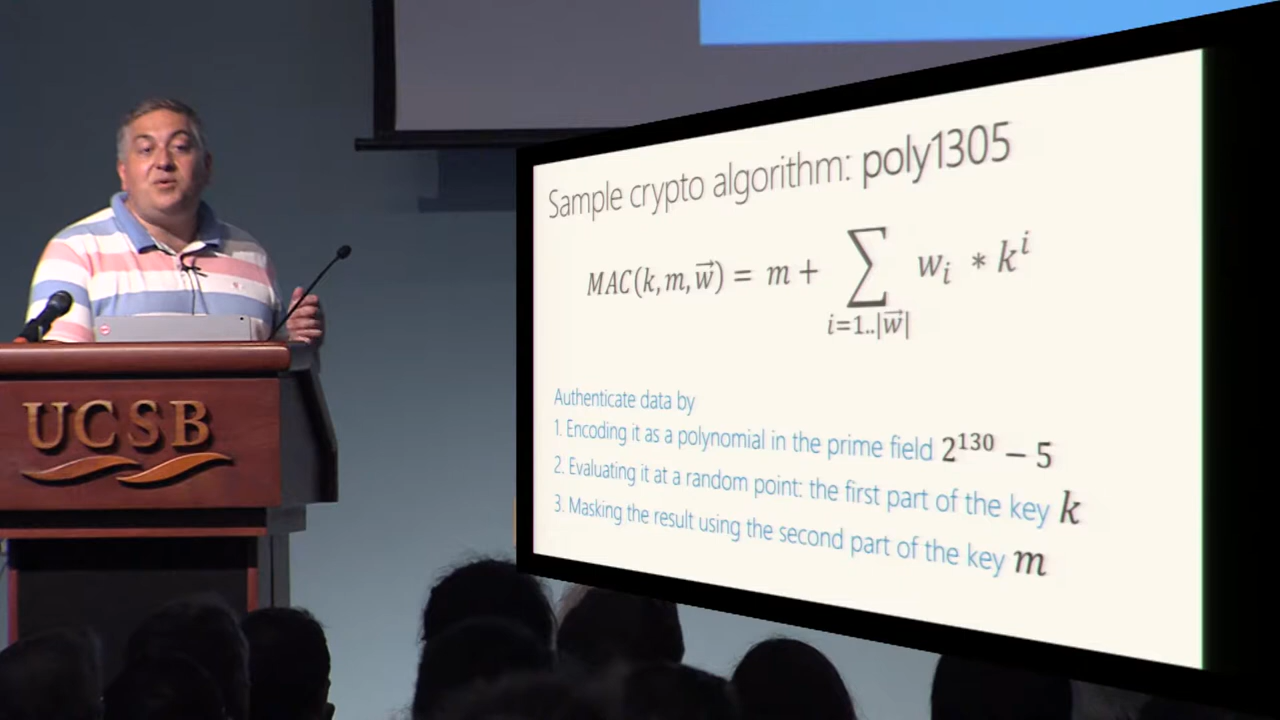 Sample crypto algorithm: poly1305
MAC(k, m, w⃗) = m + ∑ wᵢ * kⁱ
i=1..|w⃗|
Authenticate data by
1. Encoding it as a polynomial in the prime field 2¹³⁰ − 5
2. Evaluating it at a random point: the first part of the key k
3. Masking the result using the second part of the key m
UCSB